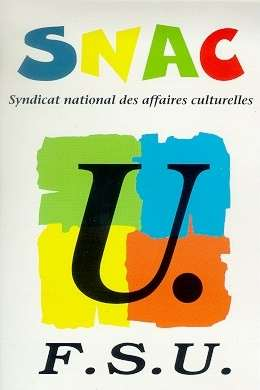 SNAC
Syndicat national des affaires culturelles
U.
F.S.U.